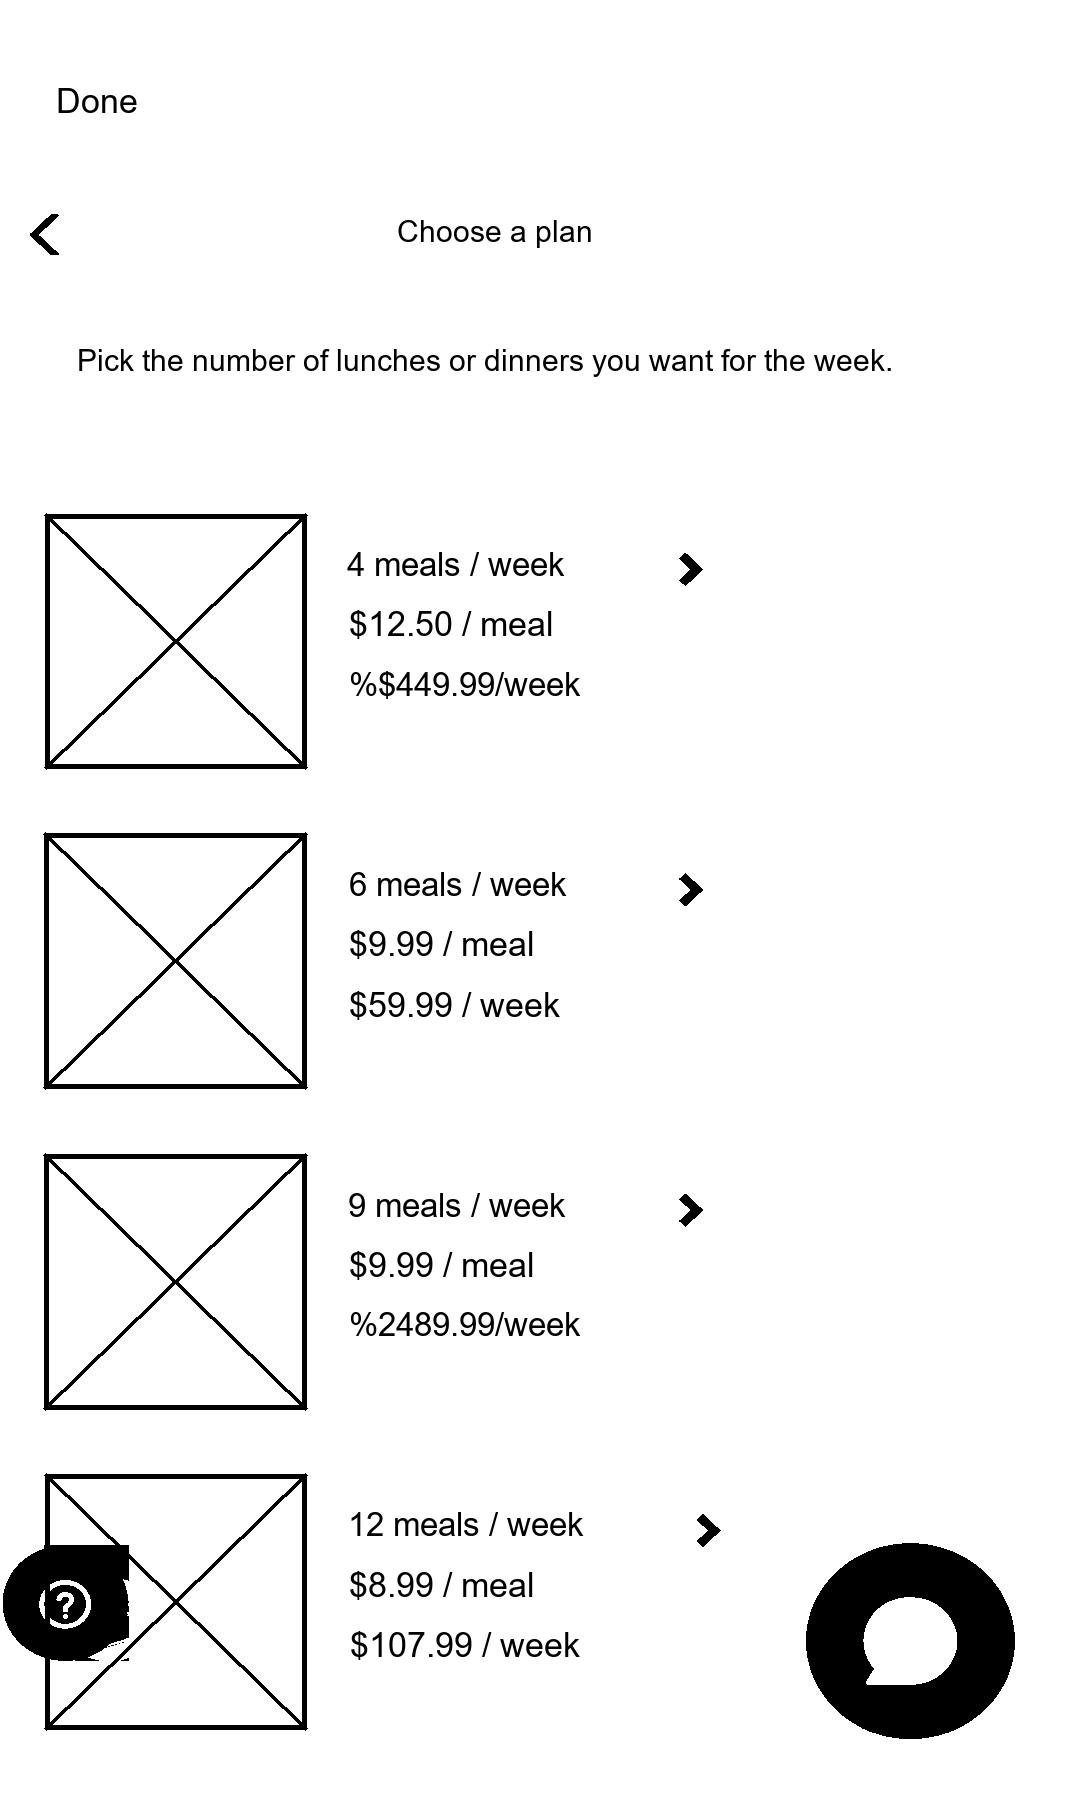 Done
Choose a plan
Pick the number of lunches or dinners you want for the week.
4 meals / week
$12.50 / meal
%$449.99/week
6 meals / week
$9.99 / meal
$59.99 / week
9 meals / week
$9.99 / meal
%2489.99/week
12 meals / week
$8.99 / meal
$107.99 / week
?